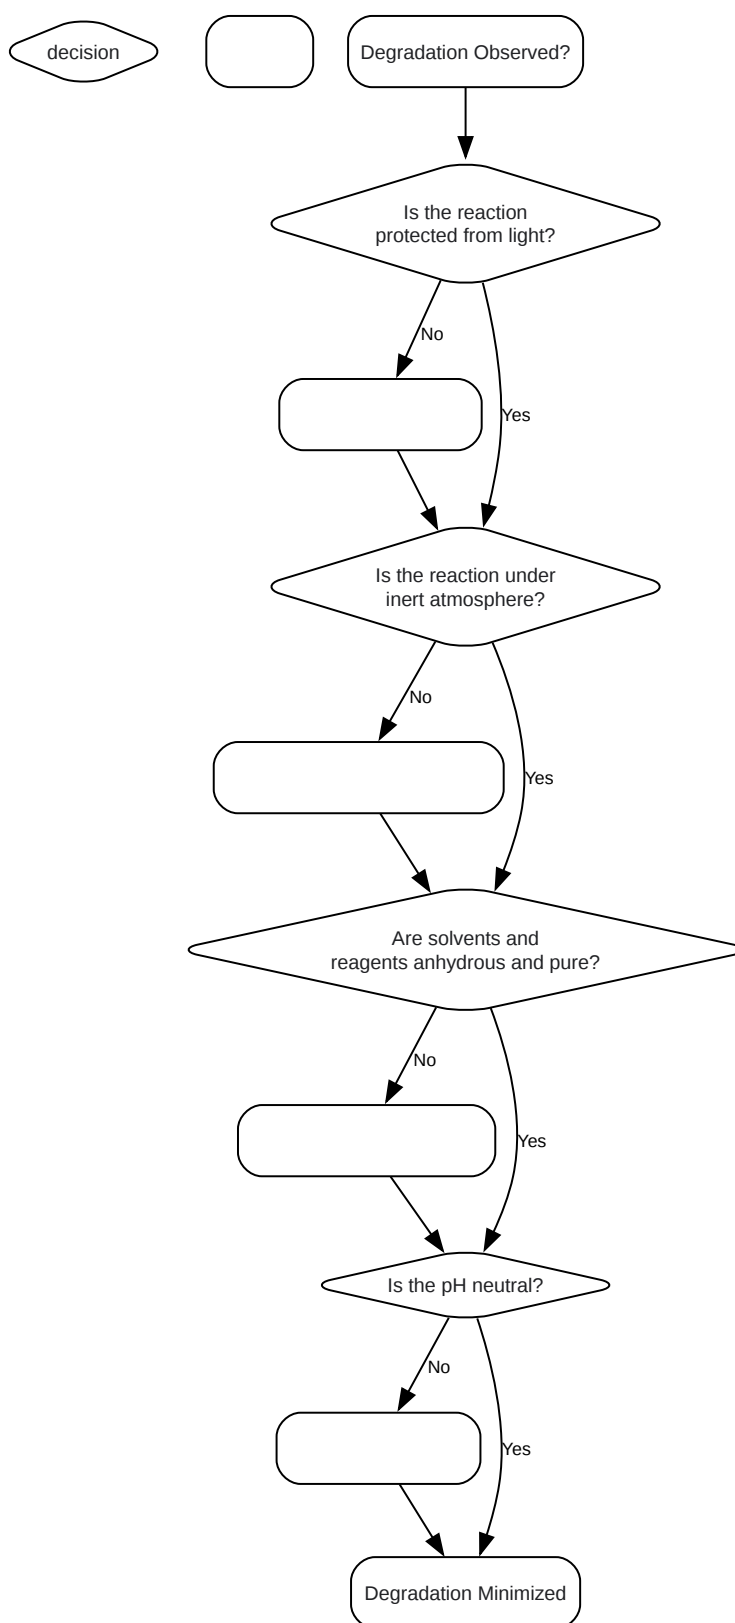 decision
Degradation Observed?
Is the reaction
protected from light?
No
Yes
Is the reaction under
inert atmosphere?
No
Yes
Are solvents and
reagents anhydrous and pure?
No
Yes
Is the pH neutral?
No
Yes
Degradation Minimized